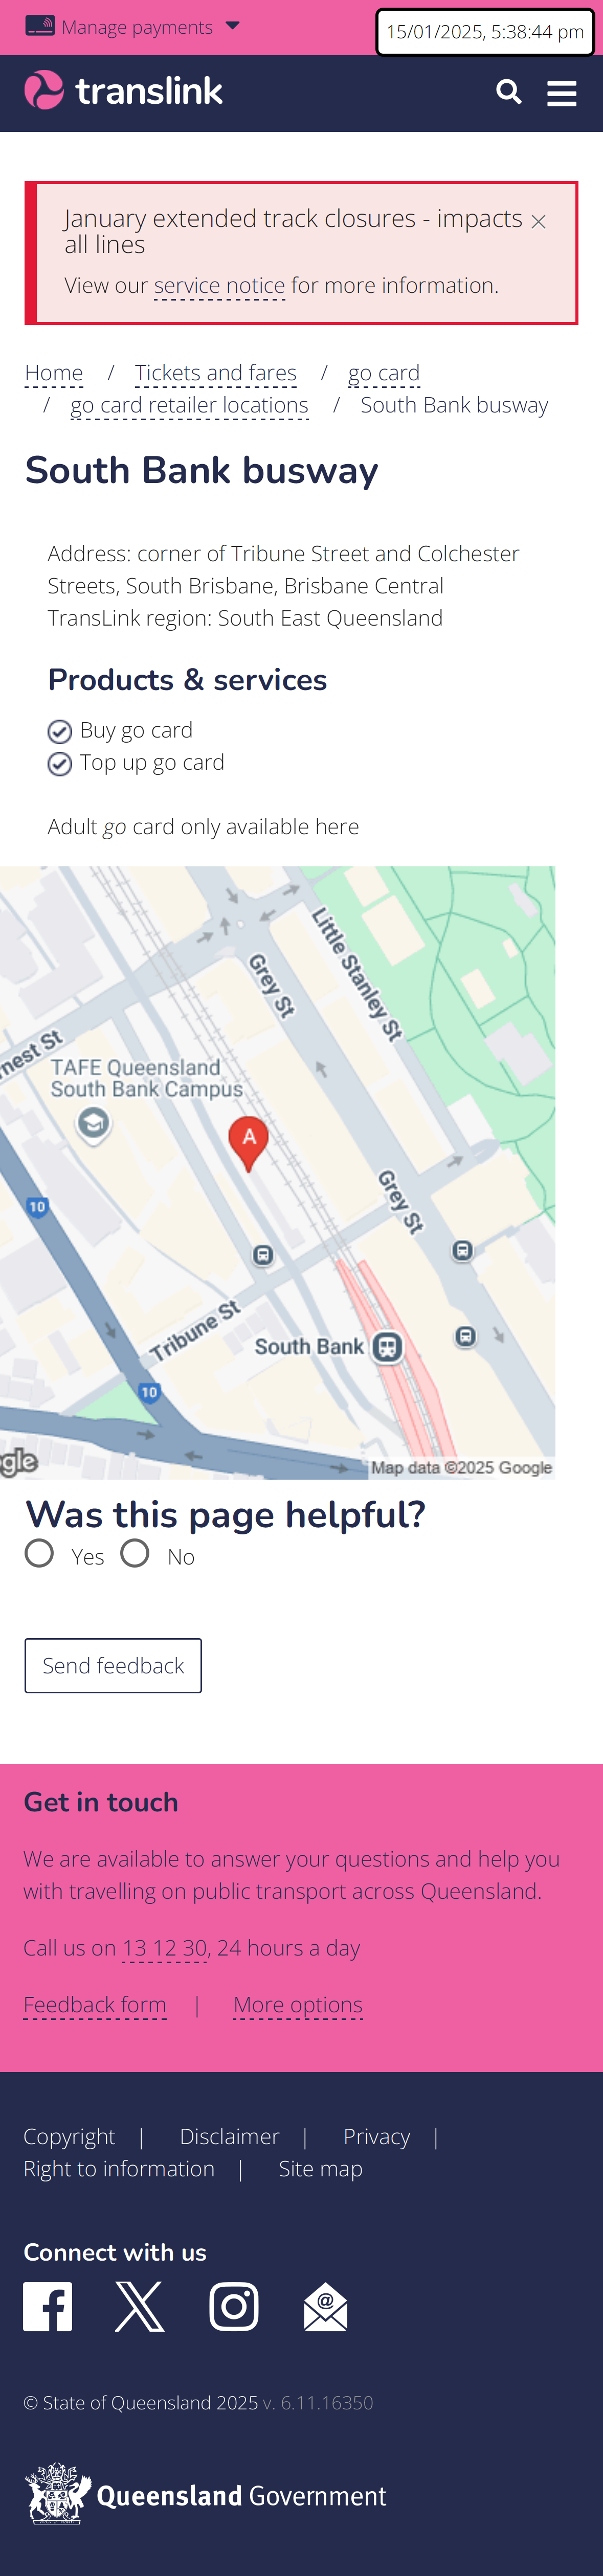 Manage payments
15/01/2025, 5:38:44 pm
translink
January extended track closures - impacts
all lines
View our service notice for more information.
Home / Tickets and fares / go card
/ go card retailer locations / South Bank busway
South Bank busway
Address: corner of Tribune Street and Colchester
Streets, South Brisbane, Brisbane Central
TransLink region: South East Queensland
Products & services
Buy go card
Top up go card
Adult go card only available here
Little Stanley St
Grey St
nest St
TAFE Queensland
South Bank Campus
A
10
Grey St
Tribune St
South Bank
10
gle
Map data ©2025 Google
Was this page helpful?
Yes No
Send feedback
Get in touch
We are available to answer your questions and help you
with travelling on public transport across Queensland.
Call us on 13 12 30, 24 hours a day
Feedback form | More options
Copyright | Disclaimer | Privacy |
Right to information | Site map
Connect with us
@
© State of Queensland 2025 v. 6.11.16350
Queensland Government